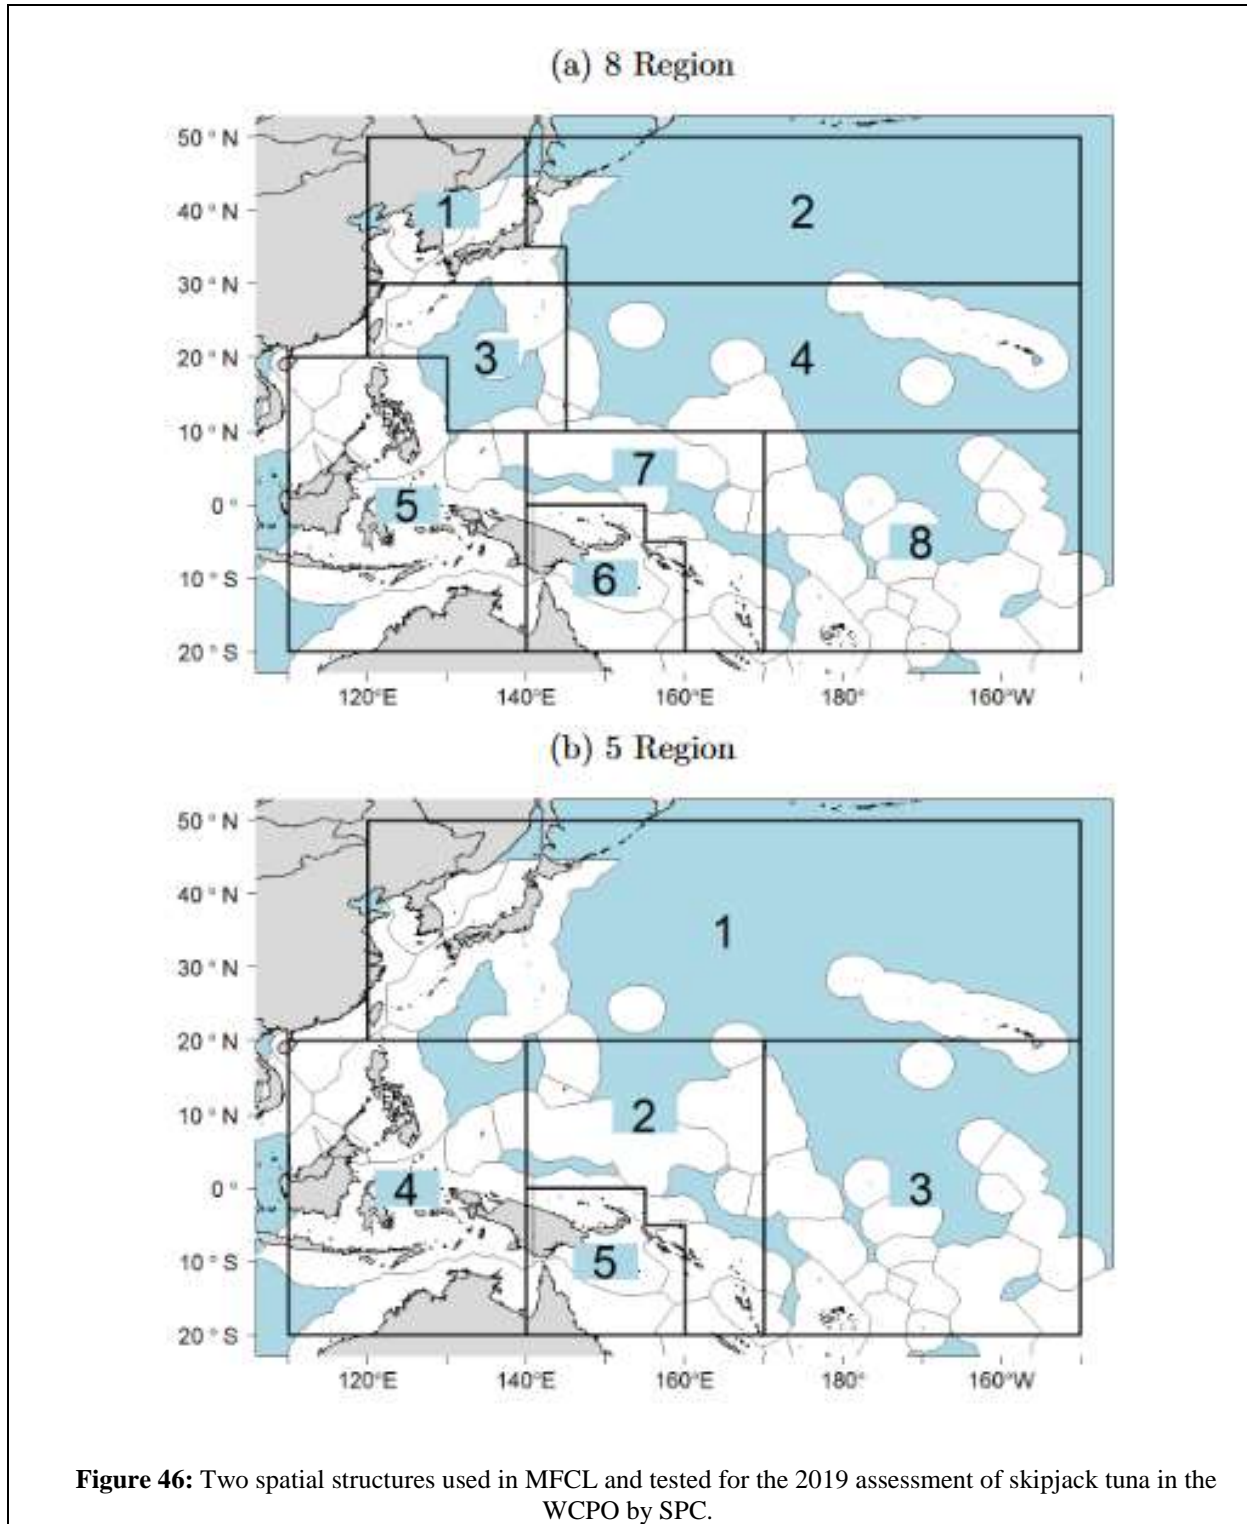 (a) 8 Region
50 ° N
40 ° N
30 ° N
20 ° N
10 ° N
0 °
10 ° S
20 ° S
1
2
3
4
5
6
7
8
120°E
140°E
160°E
180°
160°W
(b) 5 Region
50 ° N
40 ° N
30 ° N
20 ° N
10 ° N
0 °
10 ° S
20 ° S
1
2
3
4
5
120°E
140°E
160°E
180°
160°W
Figure 46: Two spatial structures used in MFCL and tested for the 2019 assessment of skipjack tuna in the
WCPO by SPC.